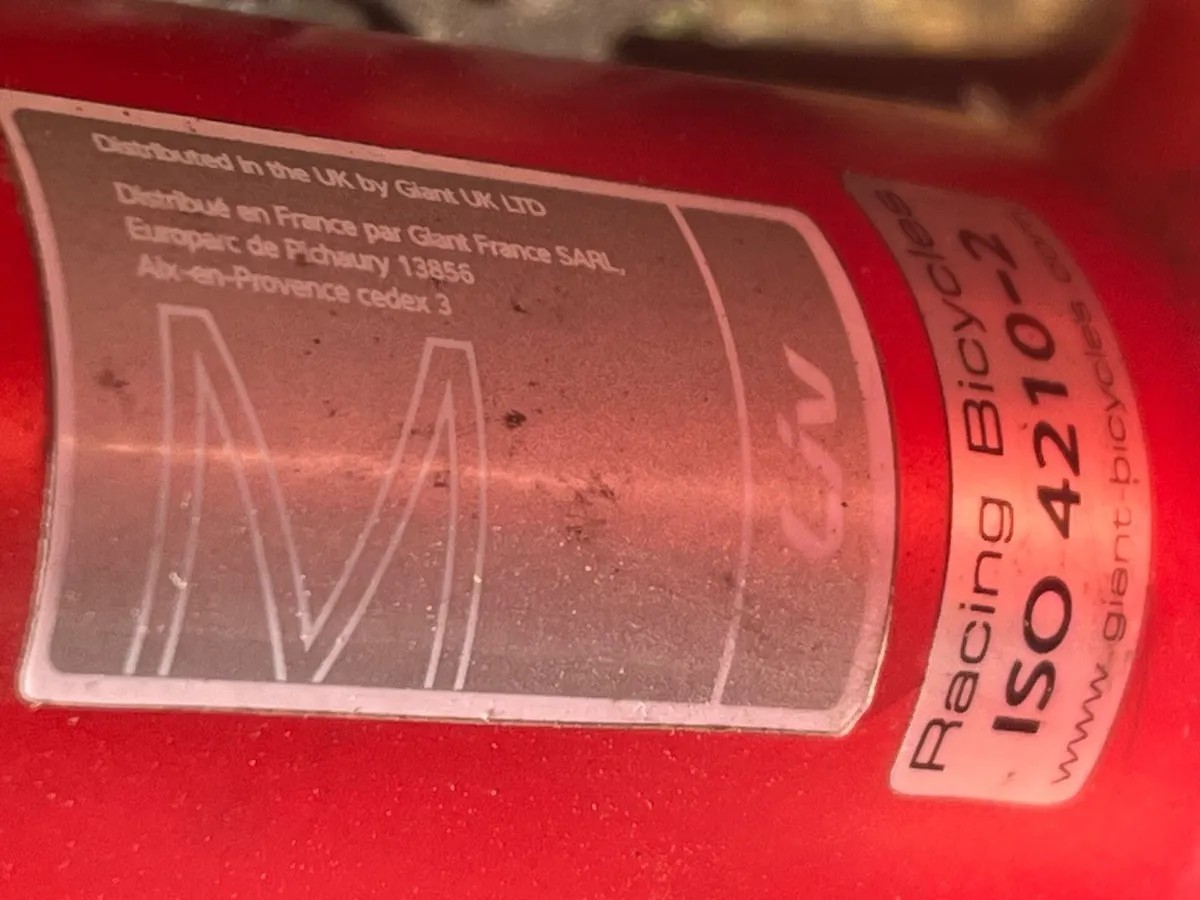 Distributed in the UK by Giant UK LTD
Distribué en France par Giant France SARL,
Europarc de Pichaury 13856
Aix-en-Provence cedex 3
M
Liv
Racing Bicycles
ISO 4210-2
www.giant-bicycles.com